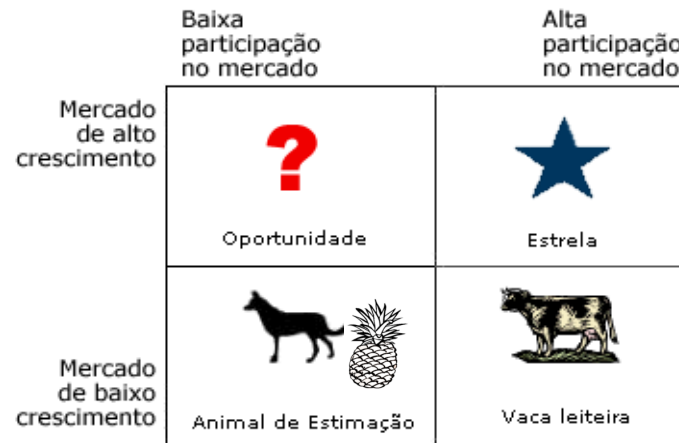 Baixa
participação
no mercado
Alta
participação
no mercado
Mercado
de alto
crescimento
?
Oportunidade
Estrela
Mercado
de baixo
crescimento
Animal de Estimação
Vaca leiteira